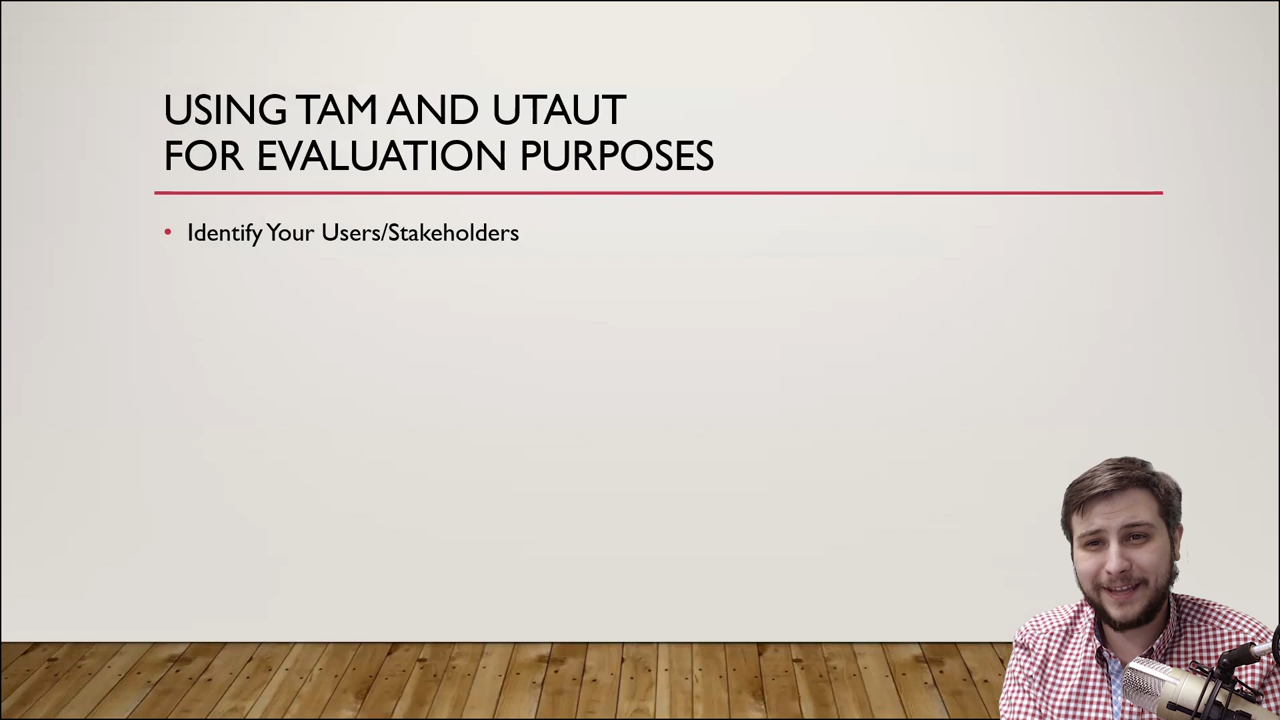 USING TAM AND UTAUT
FOR EVALUATION PURPOSES
• Identify Your Users/Stakeholders